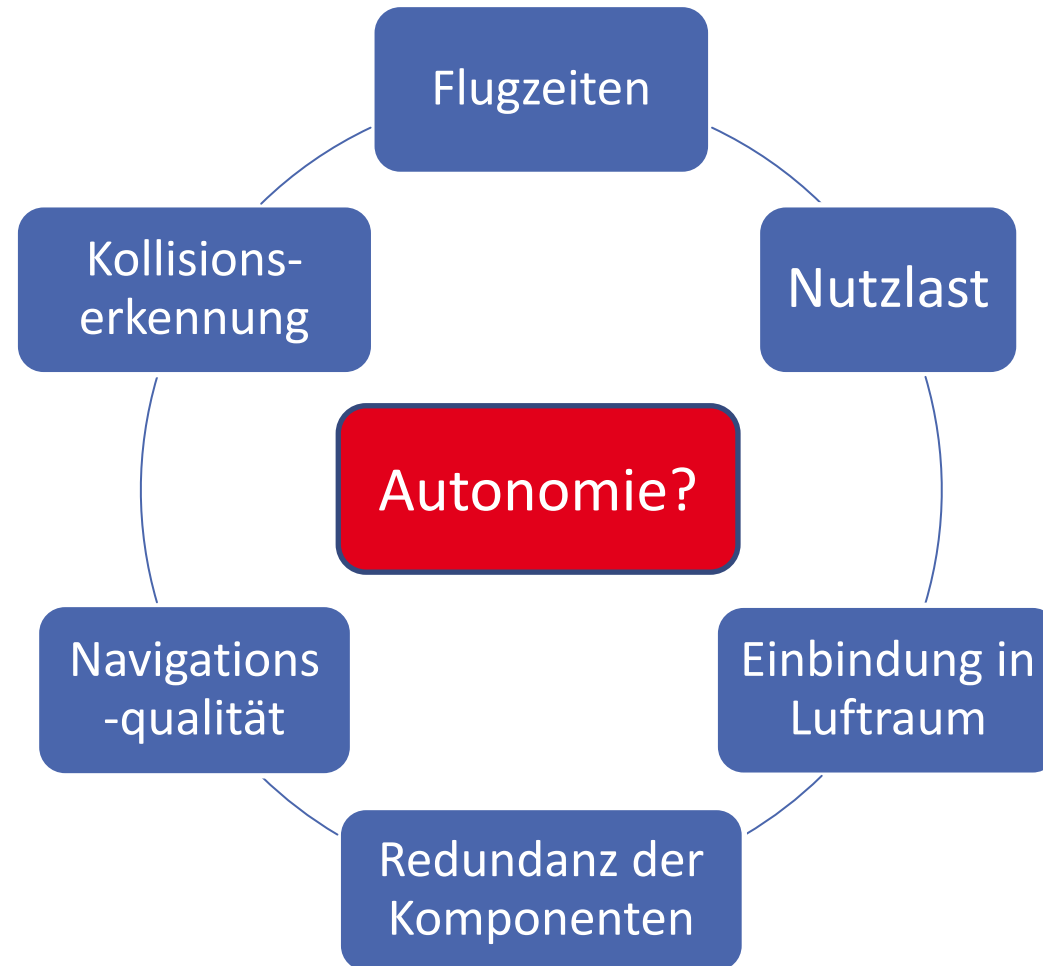 Flugzeiten
Kollisions-
erkennung
Nutzlast
Autonomie?
Navigations
-qualität
Einbindung in
Luftraum
Redundanz der
Komponenten